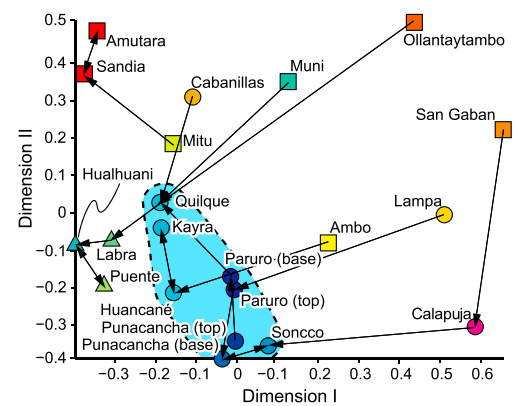 0.5
Amutara
Ollantaytambo
0.4
Sandia
Cabanillas
Muni
0.3
San Gaban
0.2
Mitu
Dimension II
0.1
Hualhuani
Quilque
Lampa
0
Kayra
Ambo
−0.1
Labra
Paruro (base)
Puente
−0.2
Huancané
Paruro (top)
Punacancha (top)
Calapuja
−0.3
Soncco
Punacancha (base)
−0.4
−0.3 −0.2 −0.1 0 0.1 0.2 0.3 0.4 0.5 0.6
Dimension I